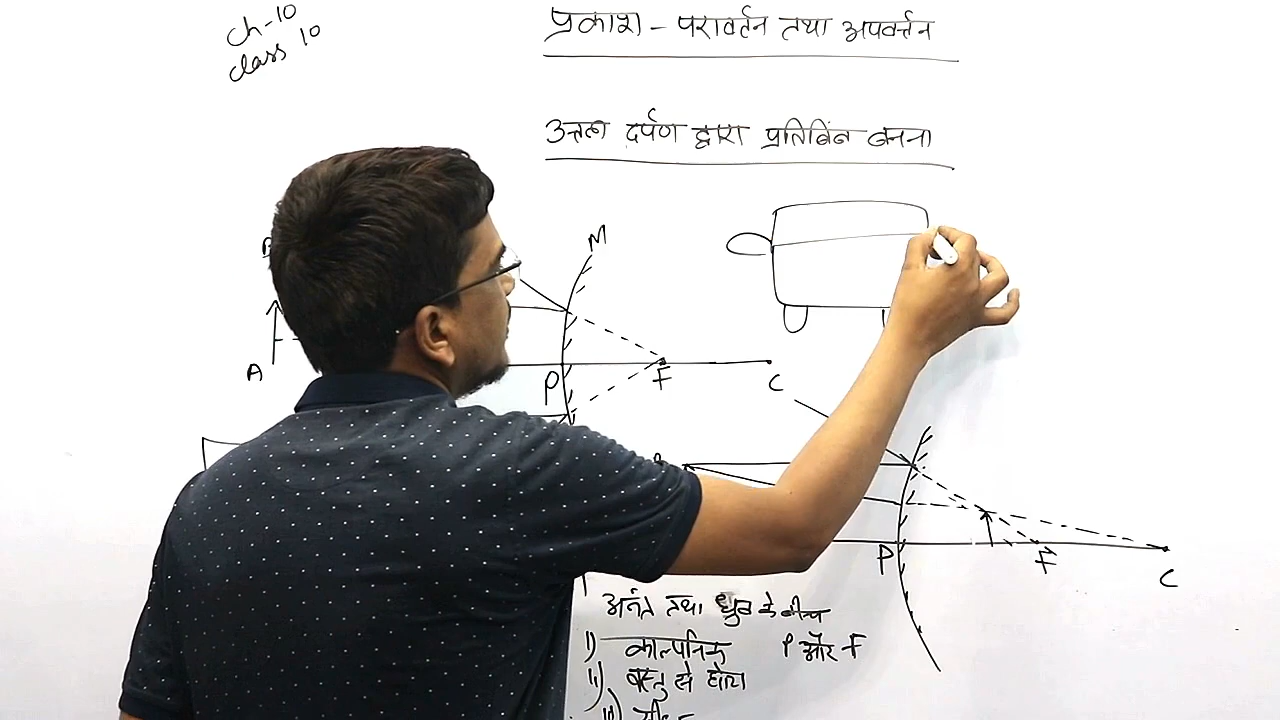 ch-10
class 10
प्रकाश - परावर्तन तथा अपवर्तन
उत्तल दर्पण द्वारा प्रतिबिंब बनना
M
A
P
F
C
P
F
C
अनंत तथा ध्रुव के बीच
i) काल्पनिक P और F
ii) वस्तु से छोटा
iii)